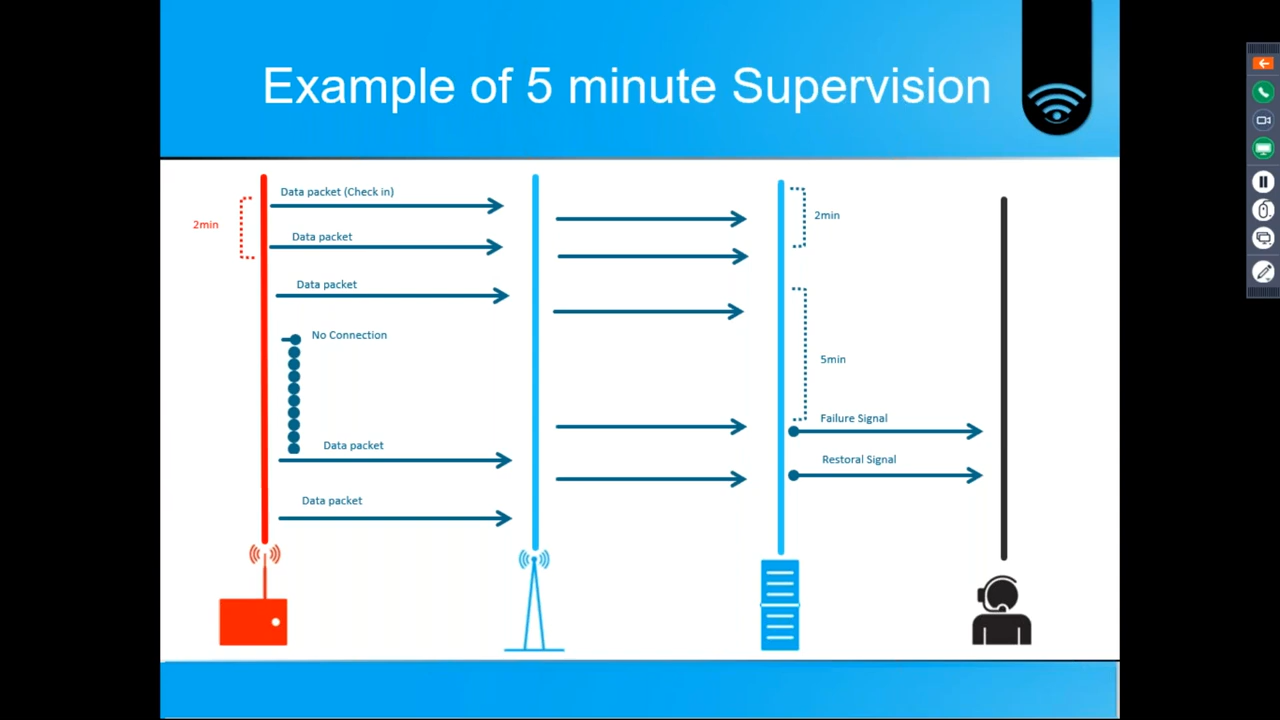 Example of 5 minute Supervision
Data packet (Check in)
2min
2min
Data packet
Data packet
No Connection
5min
Failure Signal
Data packet
Restoral Signal
Data packet